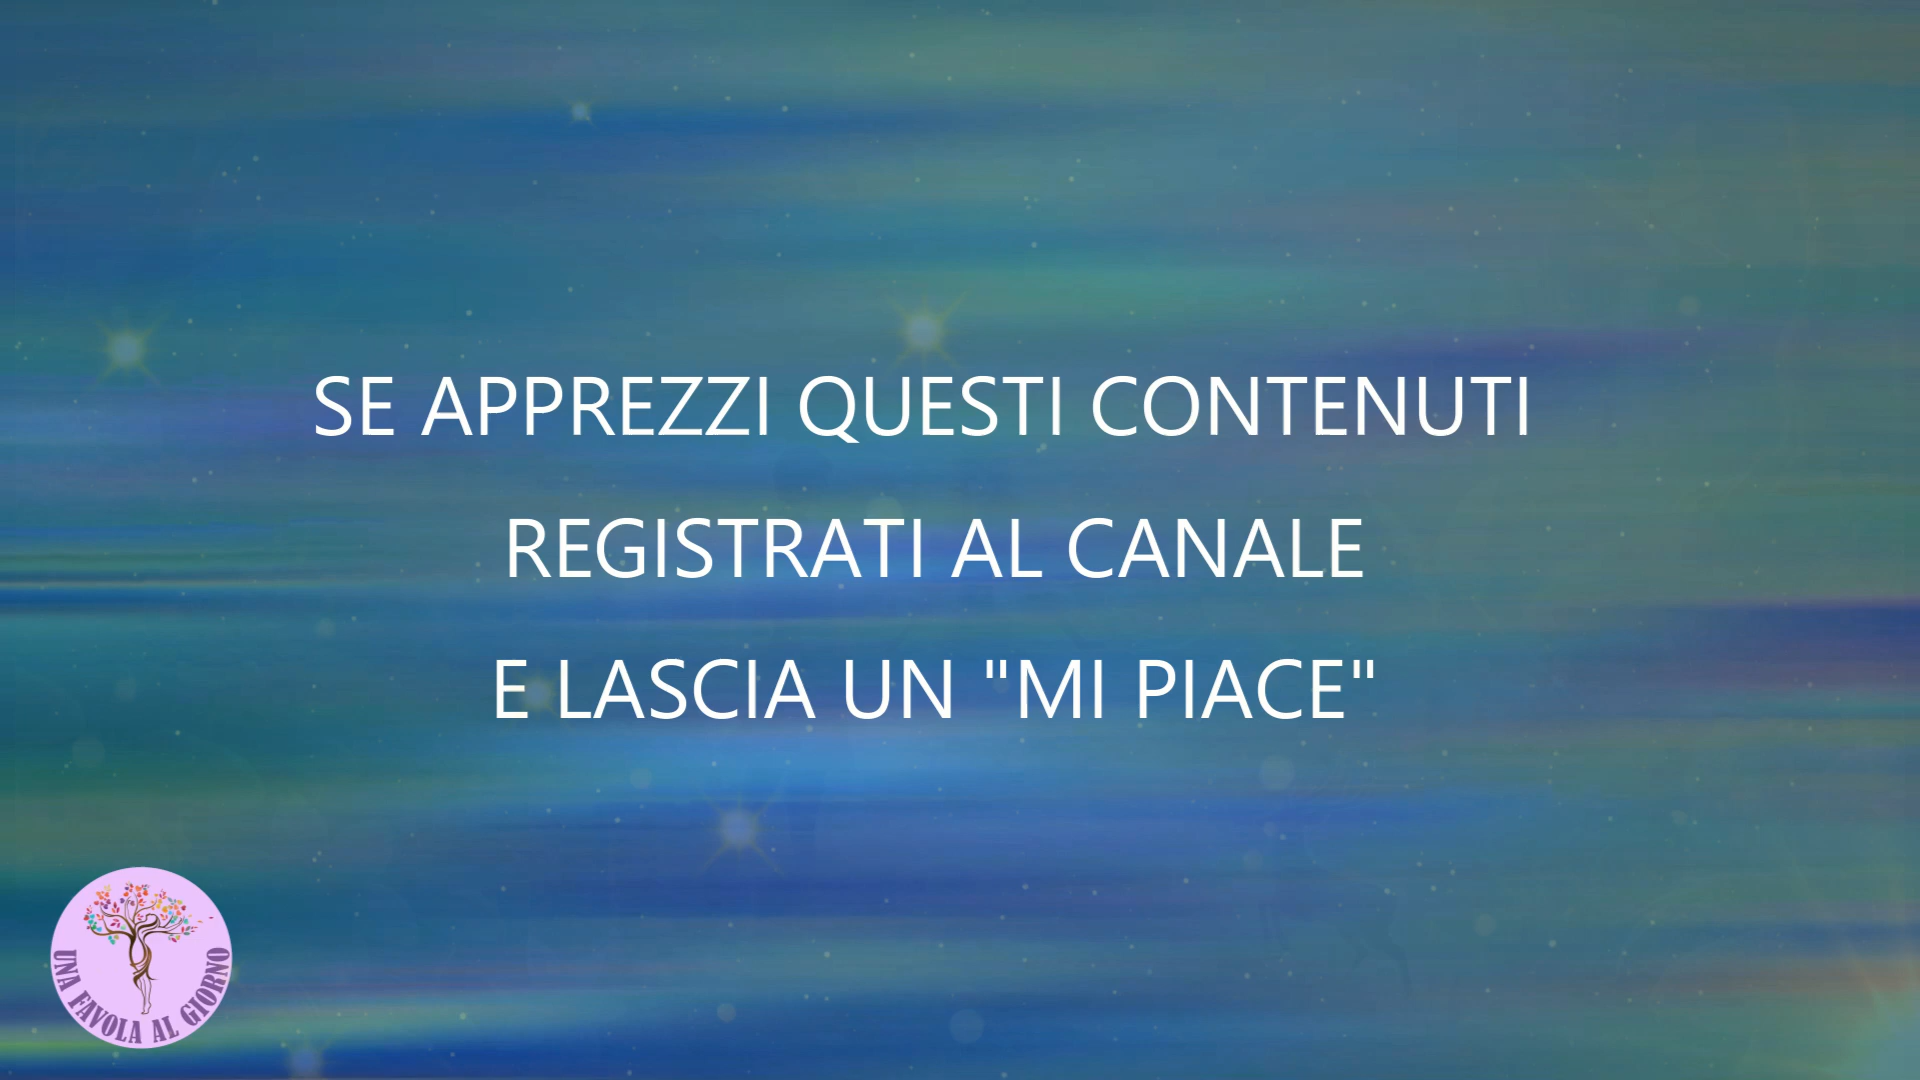 SE APPREZZI QUESTI CONTENUTI
REGISTRATI AL CANALE
E LASCIA UN "MI PIACE"
UNA FAVOLA AL GIORNO